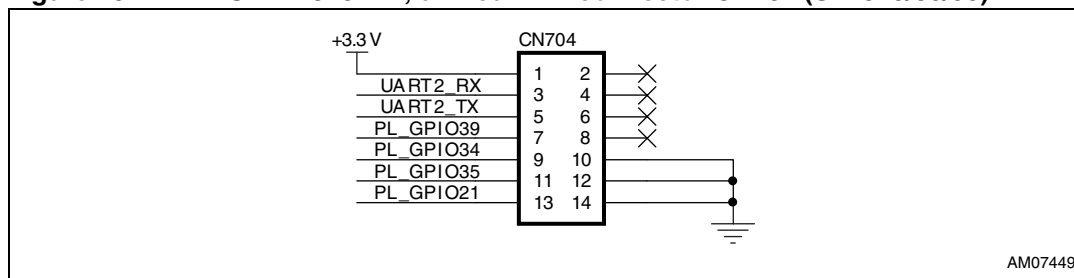 +3.3 V
CN704
1 2
UART2_RX
3 4
UART2_TX
5 6
PL_GPIO39
7 8
PL_GPIO34
9 10
PL_GPIO35
11 12
PL_GPIO21
13 14
AM07449